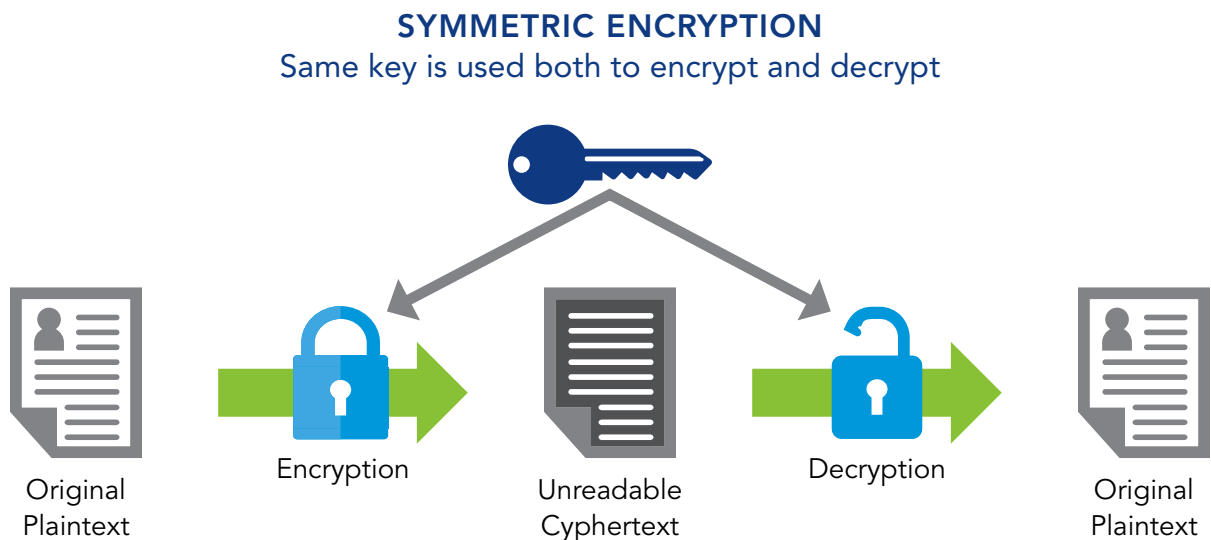 SYMMETRIC ENCRYPTION
Same key is used both to encrypt and decrypt
Encryption
Decryption
Original
Plaintext
Unreadable
Cyphertext
Original
Plaintext